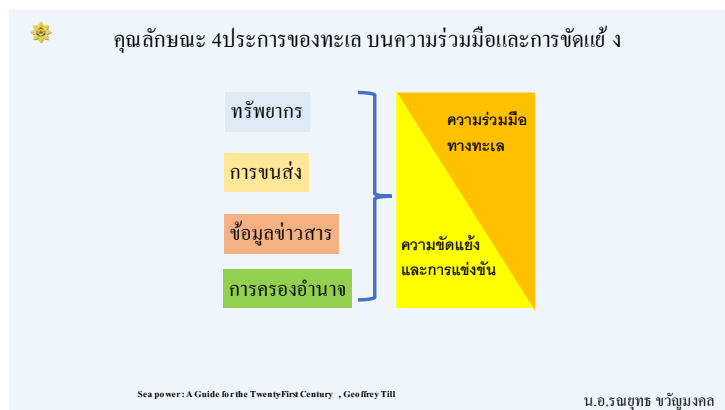 คุณลักษณะ 4ประการของทะเล บนความร่วมมือและการขัดแย้ ง
ทรัพยากร
การขนส่ง
ข้อมูลข่าวสาร
การครองอำนาจ
ความร่วมมือ
ทางทะเล
ความขัดแย้ง
และการแข่งขัน
Sea power : A Guide for the Twenty-First Century , Geoffrey Till
น.อ.รณยุทธ ขวัญมงคล